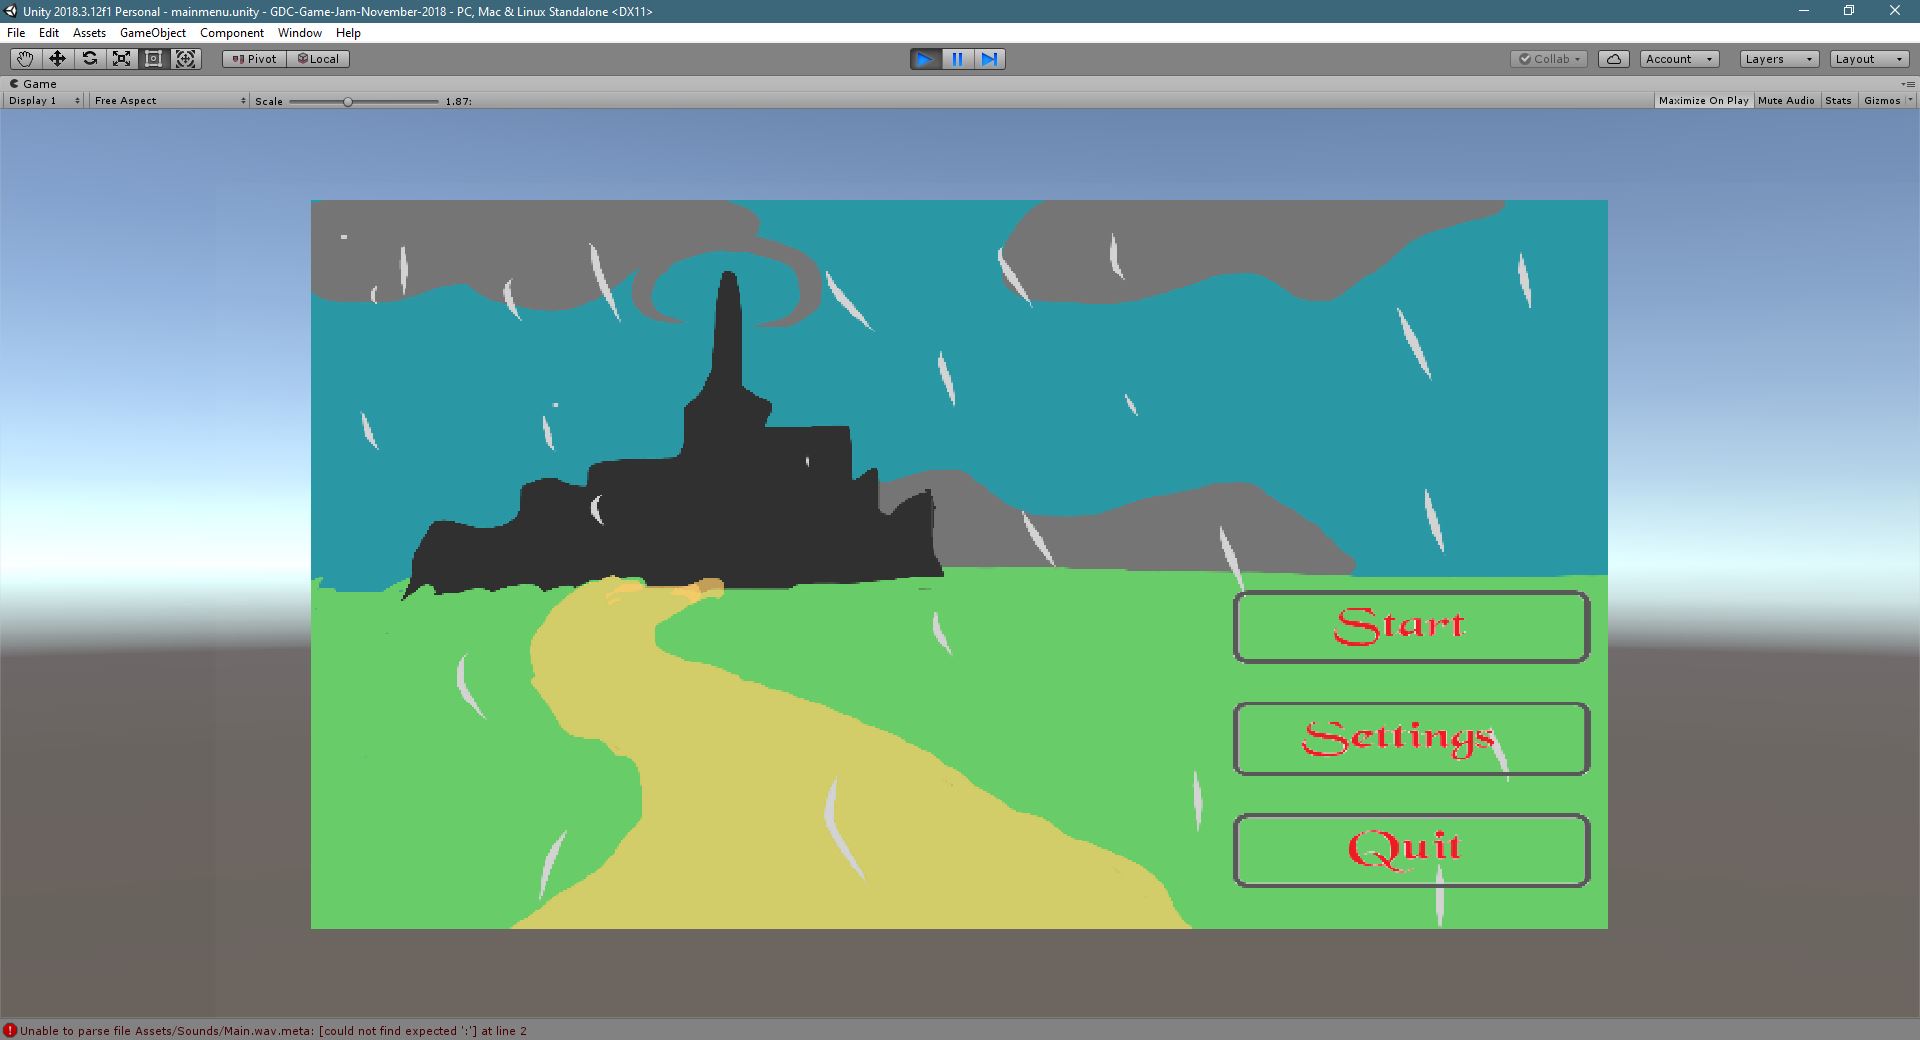 Unity 2018.3.12f1 Personal - mainmenu.unity - GDC-Game-Jam-November-2018 - PC, Mac & Linux Standalone <DX11>
File Edit Assets GameObject Component Window Help
Pivot Local Collab Account Layers Layout
Game
Display 1 Free Aspect Scale 1.87: Maximize On Play Mute Audio Stats Gizmos
Start
Settings
Quit
Unable to parse file Assets/Sounds/Main.wav.meta: [could not find expected ':'] at line 2